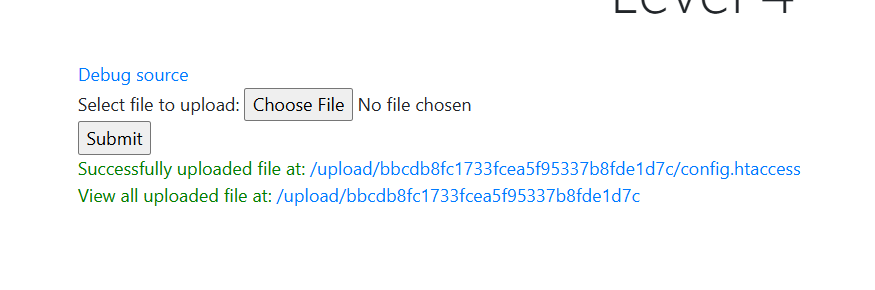 Level 4
Debug source
Select file to upload: Choose File No file chosen
Submit
Successfully uploaded file at: /upload/bbcdb8fc1733fcea5f95337b8fde1d7c/config.htaccess
View all uploaded file at: /upload/bbcdb8fc1733fcea5f95337b8fde1d7c